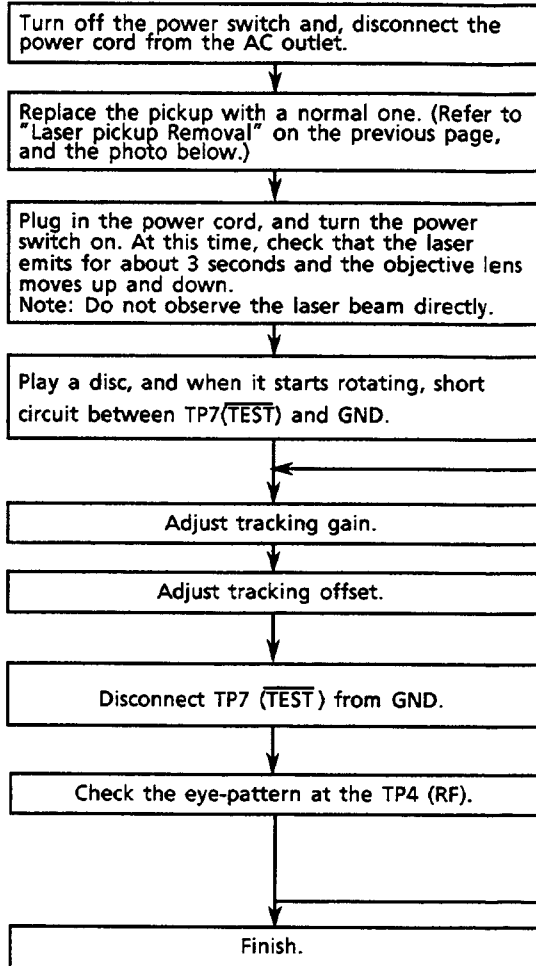 Turn off the power switch and, disconnect the
power cord from the AC outlet.
Replace the pickup with a normal one. (Refer to
"Laser pickup Removal" on the previous page,
and the photo below.)
Plug in the power cord, and turn the power
switch on. At this time, check that the laser
emits for about 3 seconds and the objective lens
moves up and down.
Note: Do not observe the laser beam directly.
Play a disc, and when it starts rotating, short
circuit between TP7(T̅E̅S̅T̅) and GND.
Adjust tracking gain.
Adjust tracking offset.
Disconnect TP7 (T̅E̅S̅T̅) from GND.
Check the eye-pattern at the TP4 (RF).
Finish.